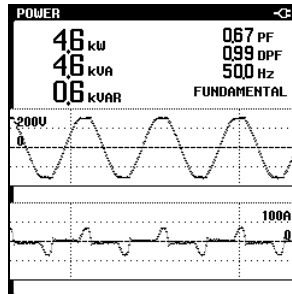 POWER
4,6 kW
4,6 kVA
0,6 kVAR
0,67 PF
0,99 DPF
50,0 Hz
FUNDAMENTAL
200V
0
100A
0